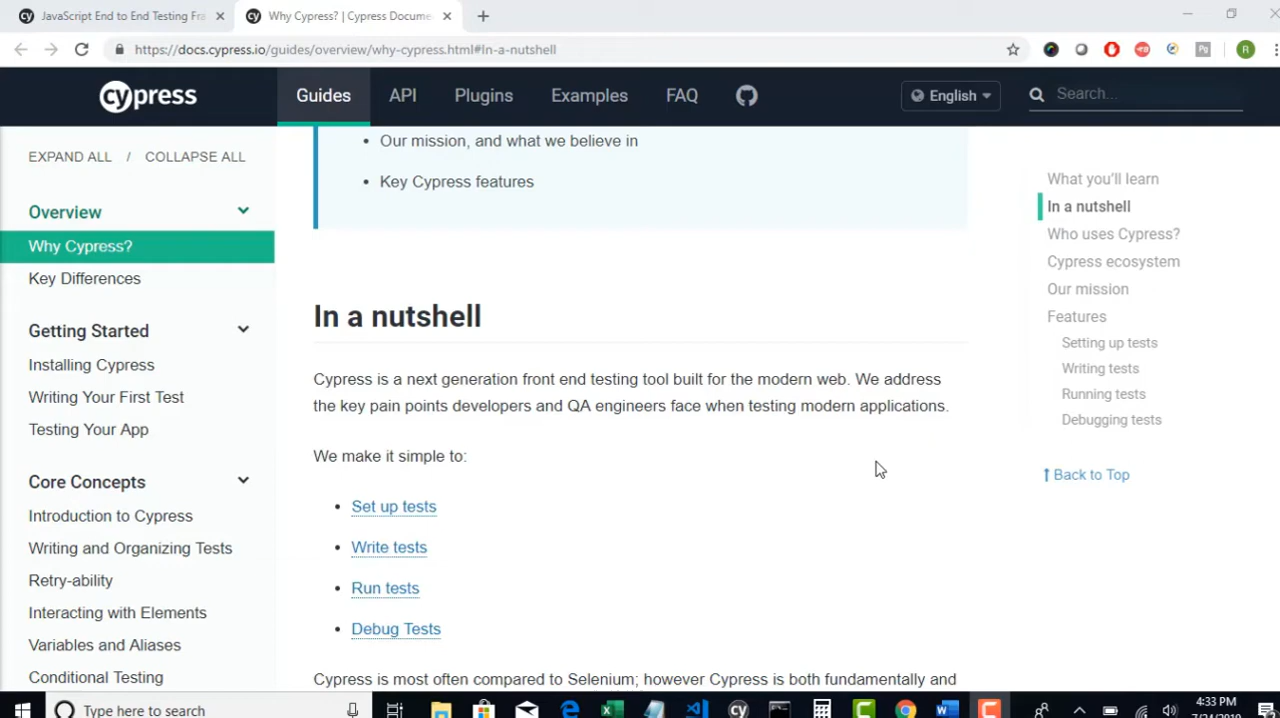 JavaScript End to End Testing Fra
Why Cypress? | Cypress Docume
https://docs.cypress.io/guides/overview/why-cypress.html#In-a-nutshell
R
cypress
Guides
API
Plugins
Examples
FAQ
English
Search...
EXPAND ALL / COLLAPSE ALL
Overview
Why Cypress?
Key Differences
Getting Started
Installing Cypress
Writing Your First Test
Testing Your App
Core Concepts
Introduction to Cypress
Writing and Organizing Tests
Retry-ability
Interacting with Elements
Variables and Aliases
Conditional Testing
• Our mission, and what we believe in
• Key Cypress features
In a nutshell
Cypress is a next generation front end testing tool built for the modern web. We address
the key pain points developers and QA engineers face when testing modern applications.
We make it simple to:
• Set up tests
• Write tests
• Run tests
• Debug Tests
Cypress is most often compared to Selenium; however Cypress is both fundamentally and
What you'll learn
In a nutshell
Who uses Cypress?
Cypress ecosystem
Our mission
Features
Setting up tests
Writing tests
Running tests
Debugging tests
Back to Top
Type here to search
4:33 PM